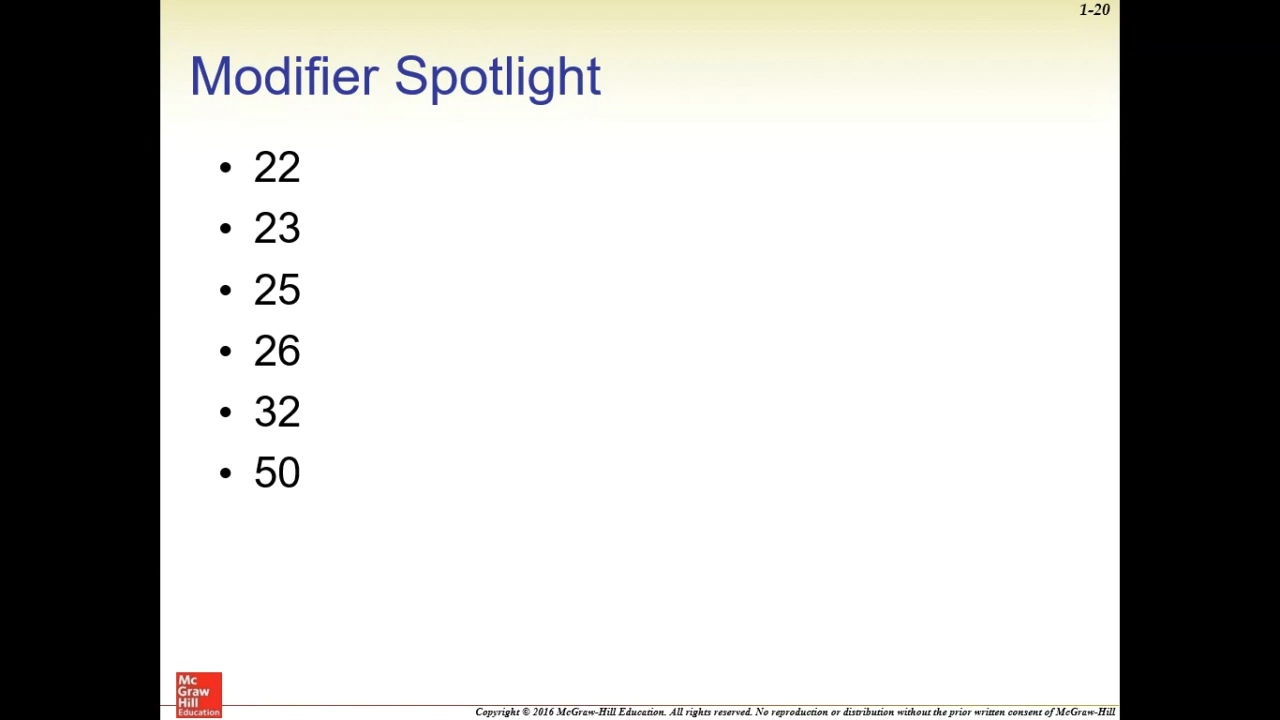 1-20
Modifier Spotlight
• 22
• 23
• 25
• 26
• 32
• 50
Mc
Graw
Hill
Education
Copyright © 2016 McGraw-Hill Education. All rights reserved. No reproduction or distribution without the prior written consent of McGraw-Hill